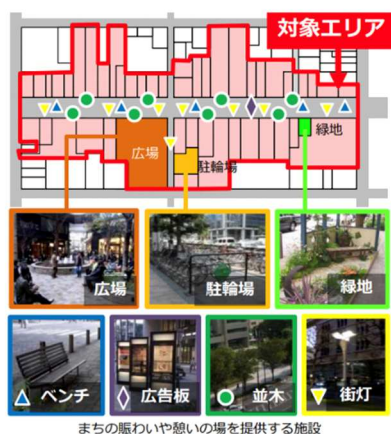 対象エリア
緑地
広場
駐輪場
広場
駐輪場
緑地
ベンチ
広告板
並木
街灯
まちの賑わいや憩いの場を提供する施設